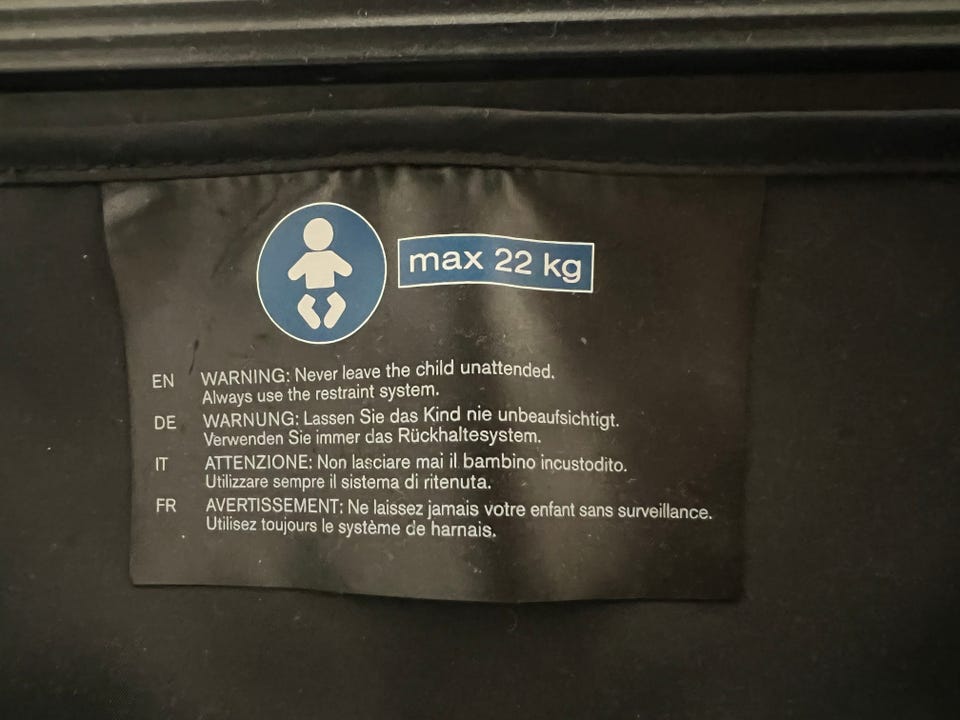 max 22 kg
EN WARNING: Never leave the child unattended.
Always use the restraint system.
DE WARNUNG: Lassen Sie das Kind nie unbeaufsichtigt.
Verwenden Sie immer das Rückhaltesystem.
IT ATTENZIONE: Non lasciare mai il bambino incustodito.
Utilizzare sempre il sistema di ritenuta.
FR AVERTISSEMENT: Ne laissez jamais votre enfant sans surveillance.
Utilisez toujours le système de harnais.